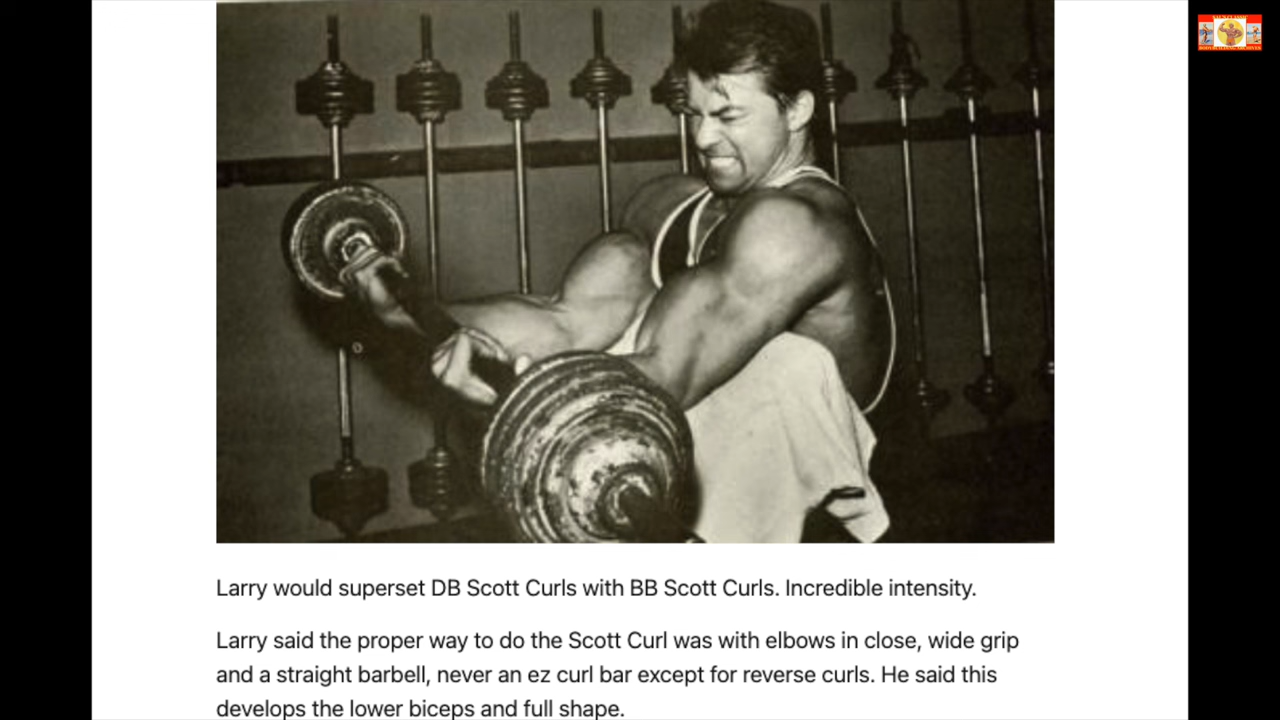 Larry would superset DB Scott Curls with BB Scott Curls. Incredible intensity.
Larry said the proper way to do the Scott Curl was with elbows in close, wide grip
and a straight barbell, never an ez curl bar except for reverse curls. He said this
develops the lower biceps and full shape.